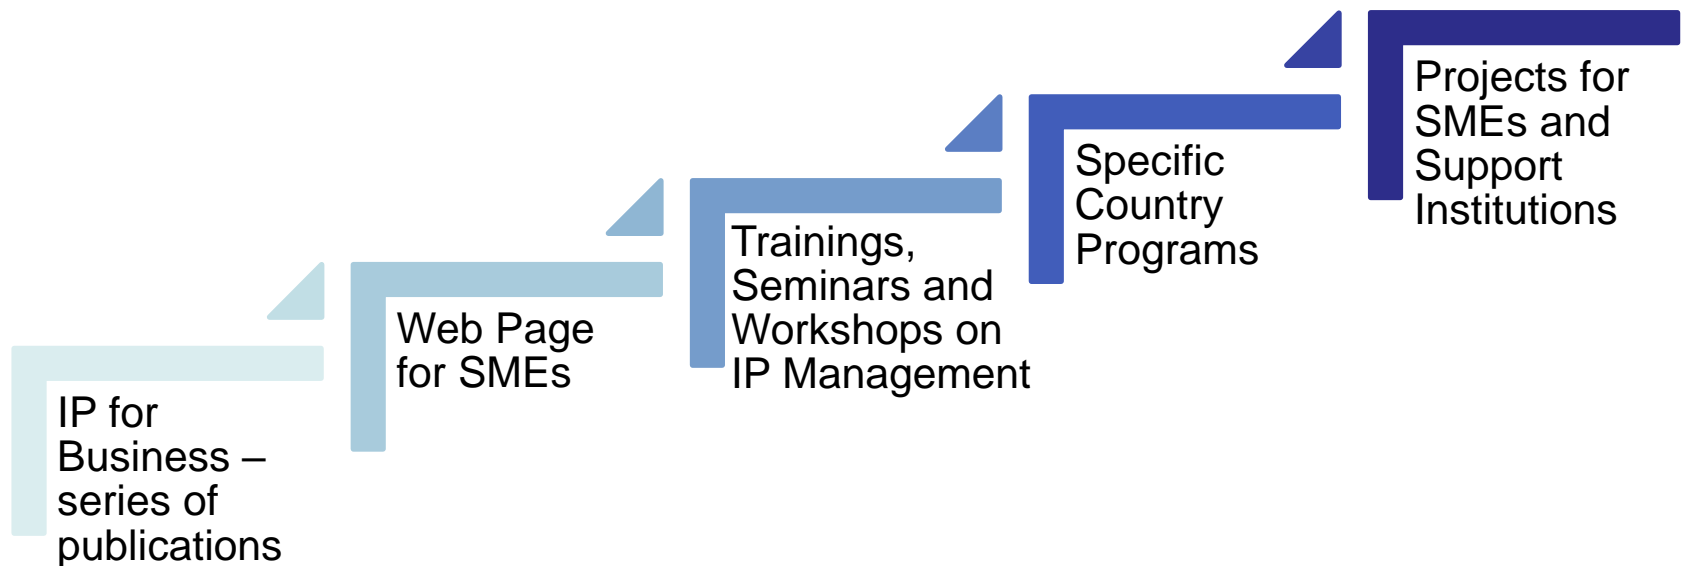 IP for
Business –
series of
publications
Web Page
for SMEs
Trainings,
Seminars and
Workshops on
IP Management
Specific
Country
Programs
Projects for
SMEs and
Support
Institutions